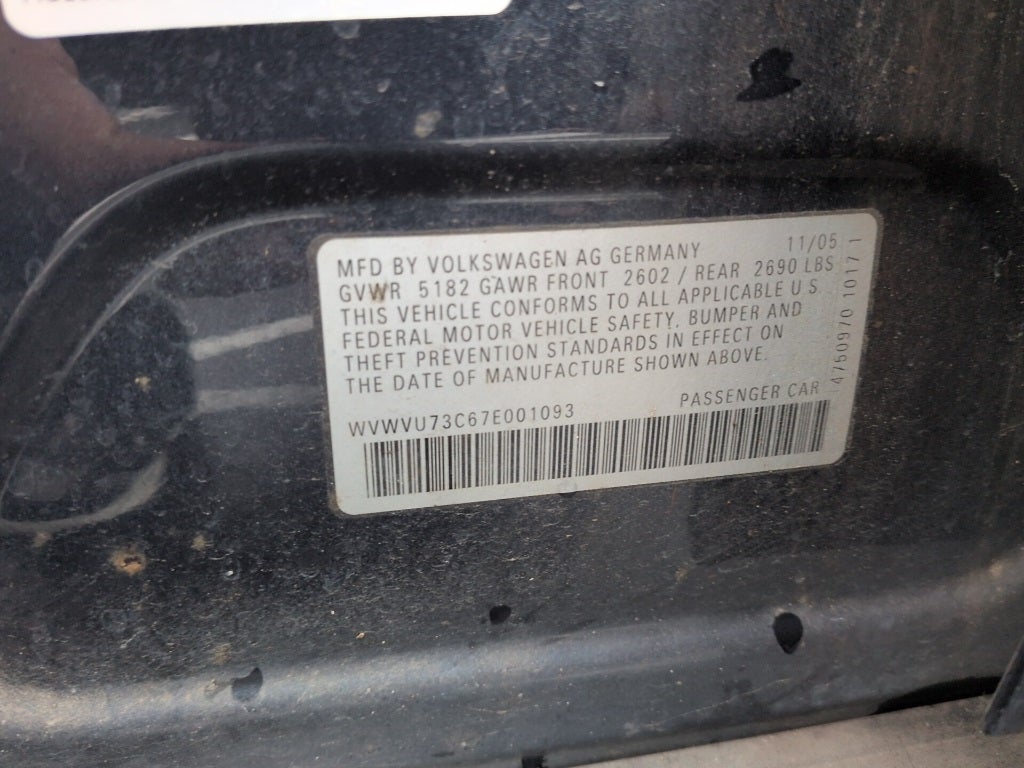 MFD BY VOLKSWAGEN AG GERMANY 11/05
GVWR 5182 GAWR FRONT 2602 / REAR 2690 LBS
THIS VEHICLE CONFORMS TO ALL APPLICABLE U S
FEDERAL MOTOR VEHICLE SAFETY, BUMPER AND
THEFT PREVENTION STANDARDS IN EFFECT ON
THE DATE OF MANUFACTURE SHOWN ABOVE.
WVWVU73C67E001093 PASSENGER CAR
4750970 10171